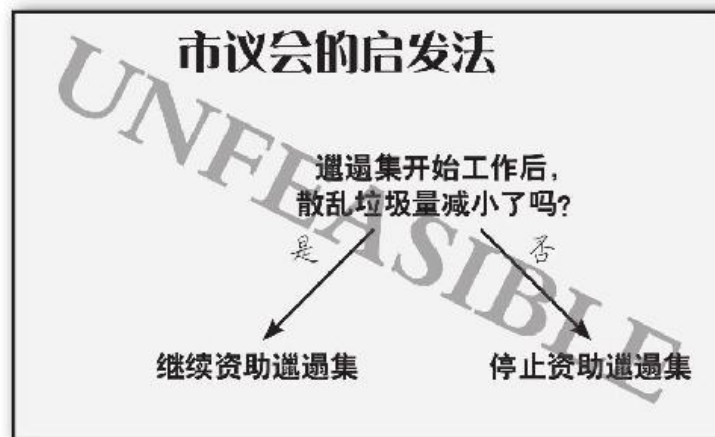 市议会的启发法
UNFEASIBLE
邋遢集开始工作后，
散乱垃圾量减小了吗？
是
否
继续资助邋遢集
停止资助邋遢集